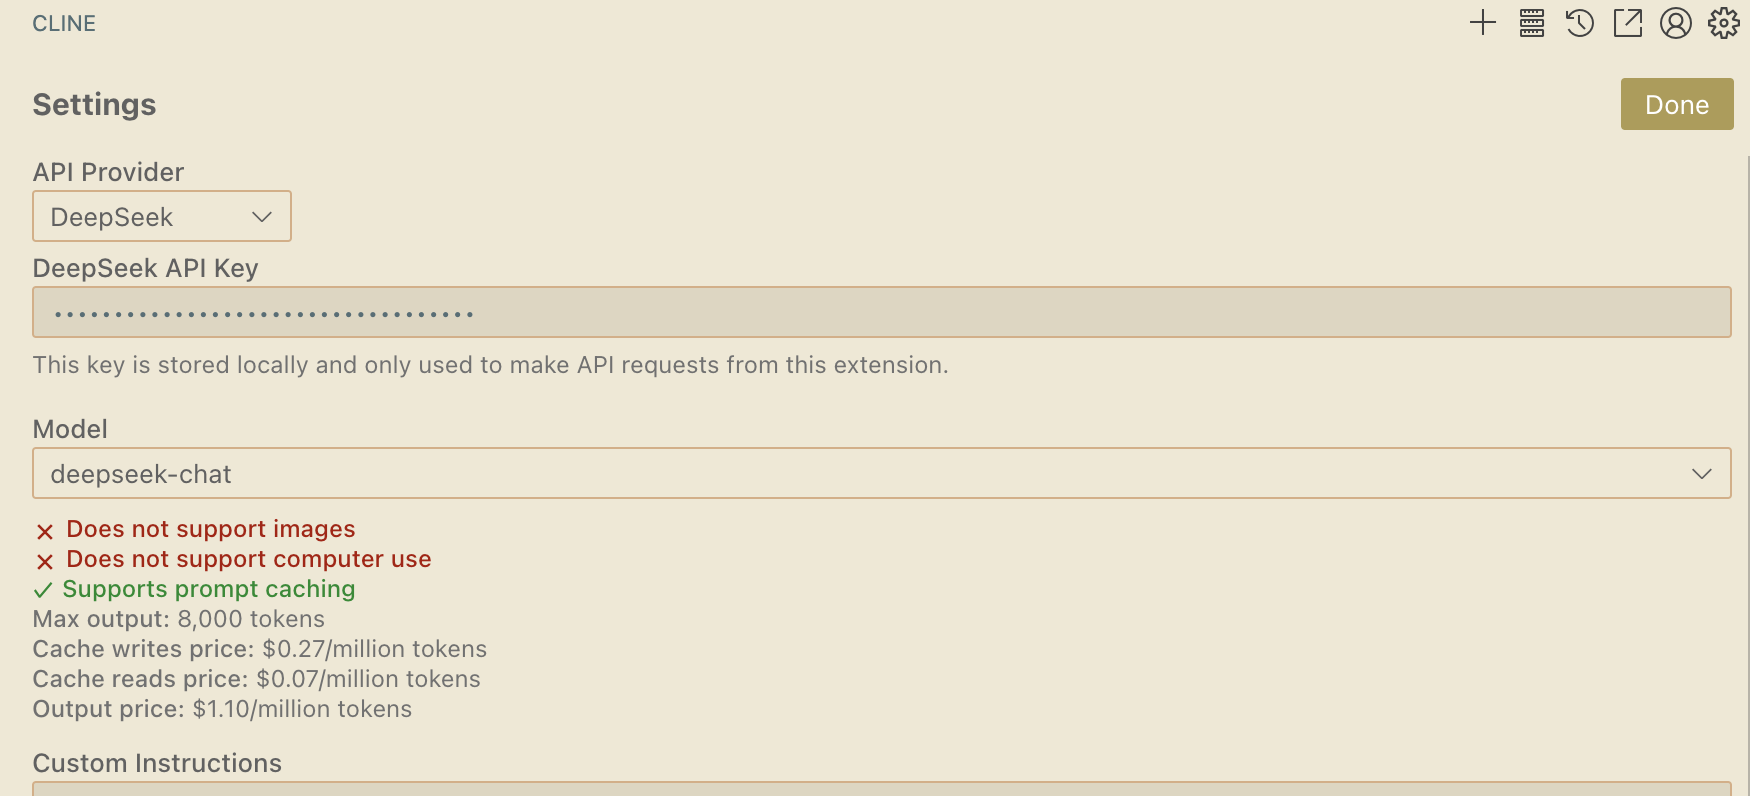 CLINE
Settings
Done
API Provider
DeepSeek
DeepSeek API Key
•••••••••••••••••••••••••••••••••••
This key is stored locally and only used to make API requests from this extension.
Model
deepseek-chat
Does not support images
Does not support computer use
Supports prompt caching
Max output: 8,000 tokens
Cache writes price: $0.27/million tokens
Cache reads price: $0.07/million tokens
Output price: $1.10/million tokens
Custom Instructions